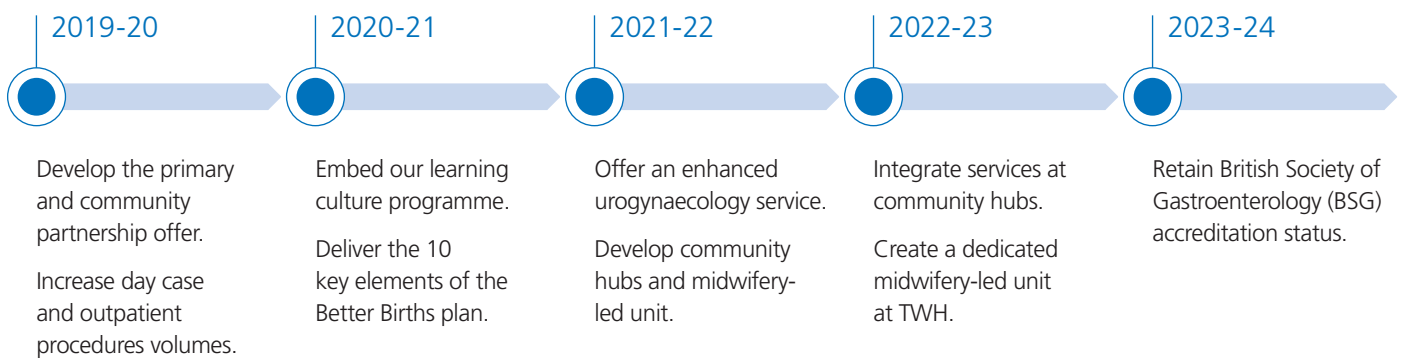 2019-20
Develop the primary
and community
partnership offer.
Increase day case
and outpatient
procedures volumes.
2020-21
Embed our learning
culture programme.
Deliver the 10
key elements of the
Better Births plan.
2021-22
Offer an enhanced
urogynaecology service.
Develop community
hubs and midwifery-
led unit.
2022-23
Integrate services at
community hubs.
Create a dedicated
midwifery-led unit
at TWH.
2023-24
Retain British Society of
Gastroenterology (BSG)
accreditation status.